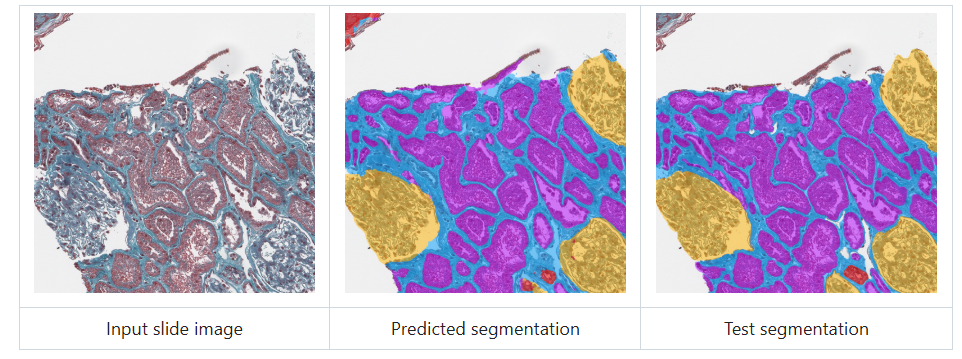 Input slide image
Predicted segmentation
Test segmentation